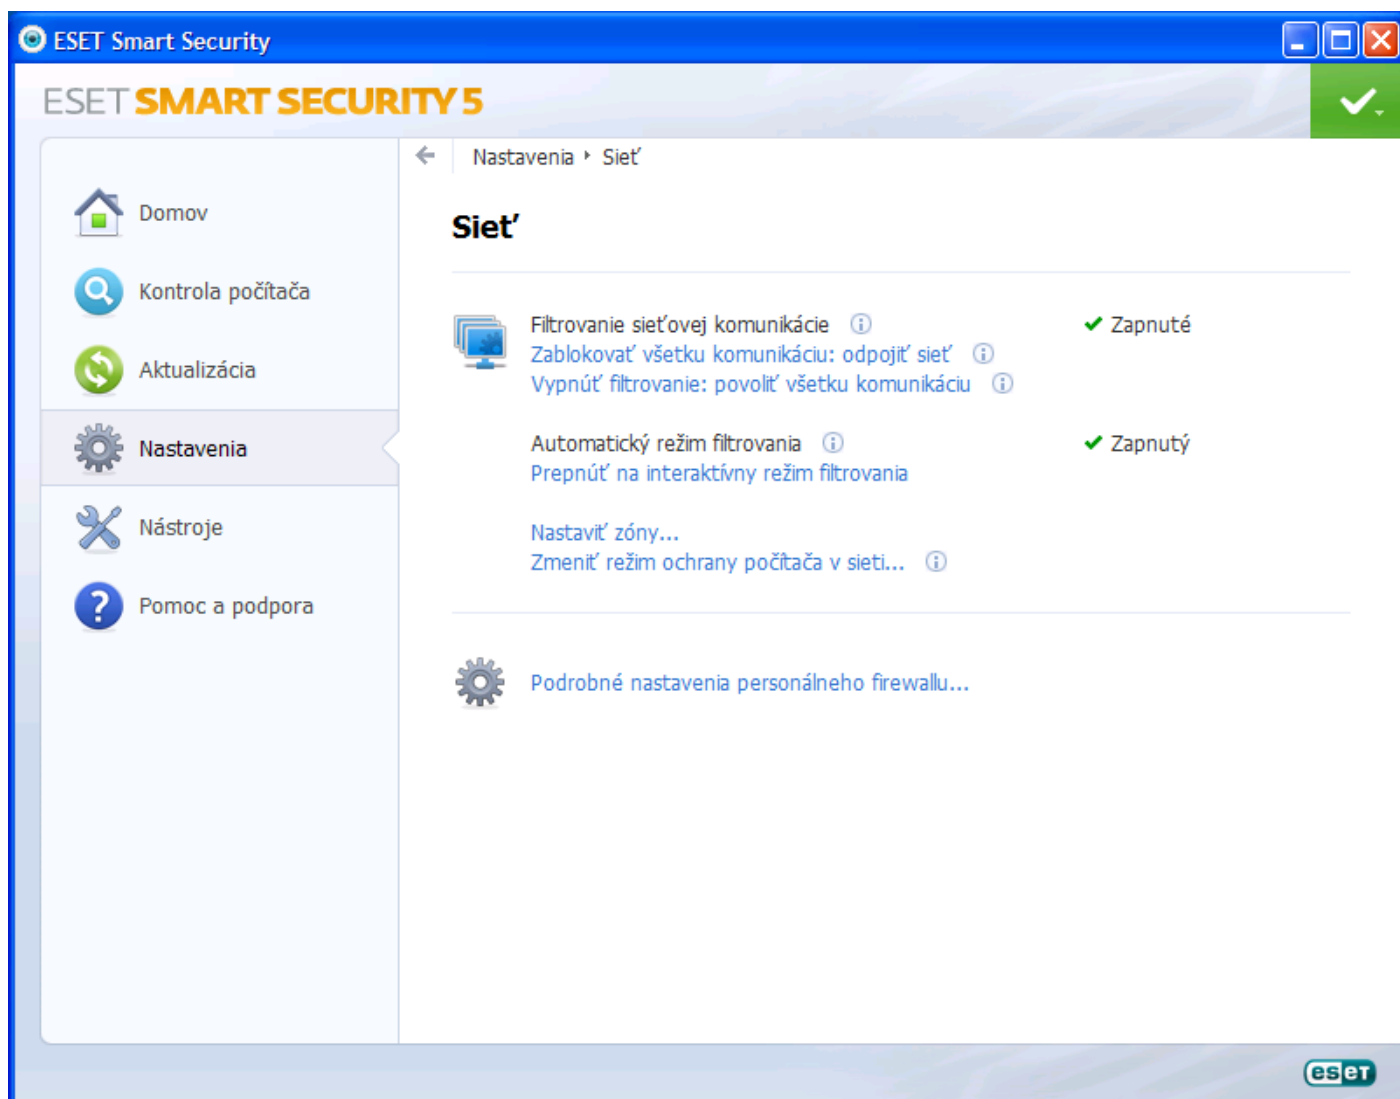 ESET Smart Security
ESET SMART SECURITY 5
Nastavenia Sieť
Domov
Kontrola počítača
Aktualizácia
Nastavenia
Nástroje
Pomoc a podpora
Sieť
Filtrovanie sieťovej komunikácie Zapnuté
Zablokovať všetku komunikáciu: odpojiť sieť
Vypnúť filtrovanie: povoliť všetku komunikáciu
Automatický režim filtrovania Zapnutý
Prepnúť na interaktívny režim filtrovania
Nastaviť zóny...
Zmeniť režim ochrany počítača v sieti...
Podrobné nastavenia personálneho firewallu...
eset